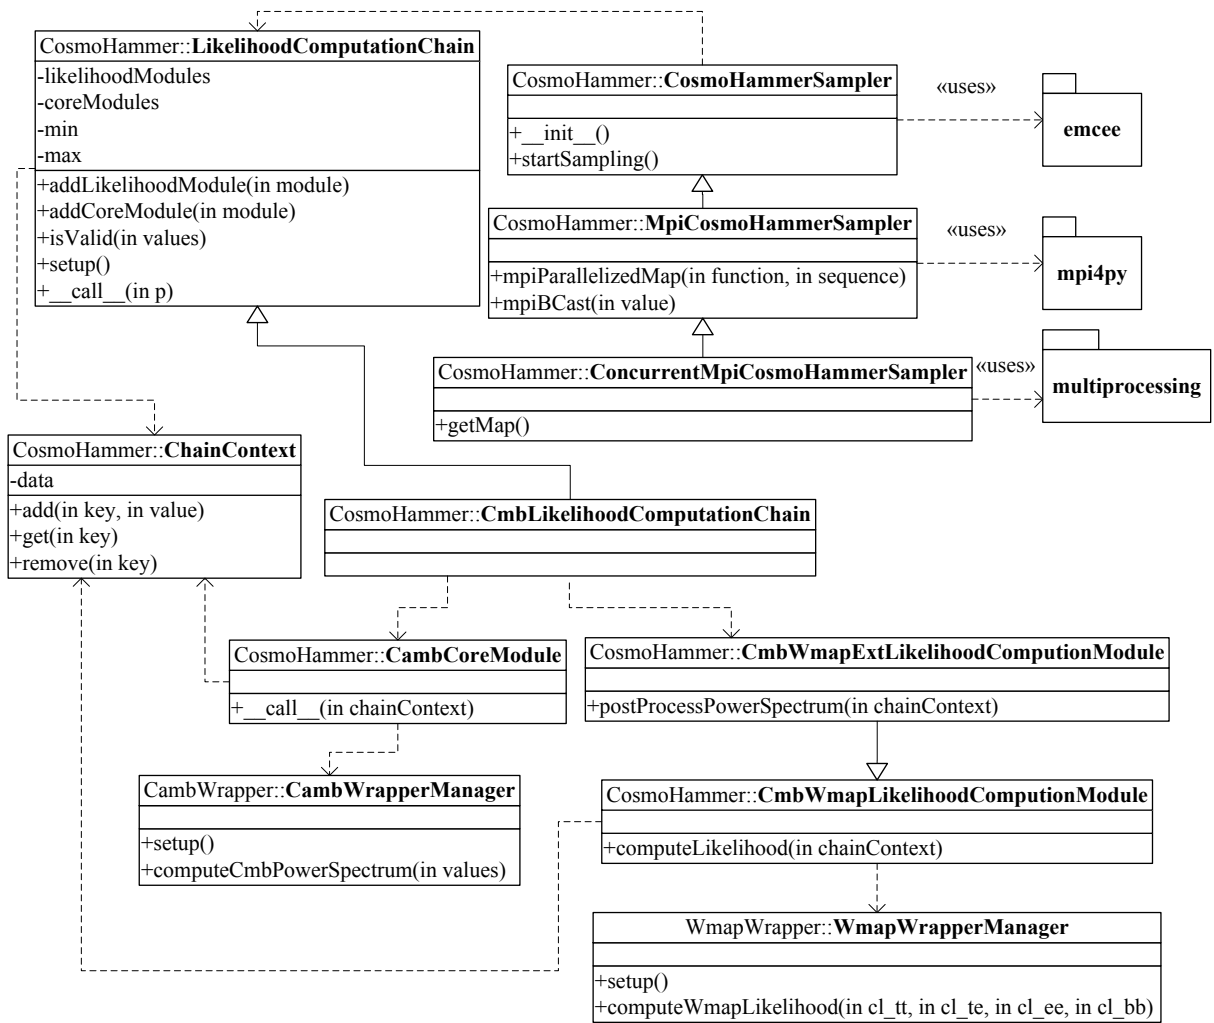 CosmoHammer::LikelihoodComputationChain
-likelihoodModules
-coreModules
-min
-max
+addLikelihoodModule(in module)
+addCoreModule(in module)
+isValid(in values)
+setup()
+__call__(in p)
CosmoHammer::CosmoHammerSampler
+__init__()
+startSampling()
«uses»
emcee
CosmoHammer::MpiCosmoHammerSampler
+mpiParallelizedMap(in function, in sequence)
+mpiBCast(in value)
«uses»
mpi4py
CosmoHammer::ConcurrentMpiCosmoHammerSampler
+getMap()
«uses»
multiprocessing
CosmoHammer::ChainContext
-data
+add(in key, in value)
+get(in key)
+remove(in key)
CosmoHammer::CmbLikelihoodComputationChain
CosmoHammer::CambCoreModule
+__call__(in chainContext)
CosmoHammer::CmbWmapExtLikelihoodComputionModule
+postProcessPowerSpectrum(in chainContext)
CambWrapper::CambWrapperManager
+setup()
+computeCmbPowerSpectrum(in values)
CosmoHammer::CmbWmapLikelihoodComputionModule
+computeLikelihood(in chainContext)
WmapWrapper::WmapWrapperManager
+setup()
+computeWmapLikelihood(in cl_tt, in cl_te, in cl_ee, in cl_bb)